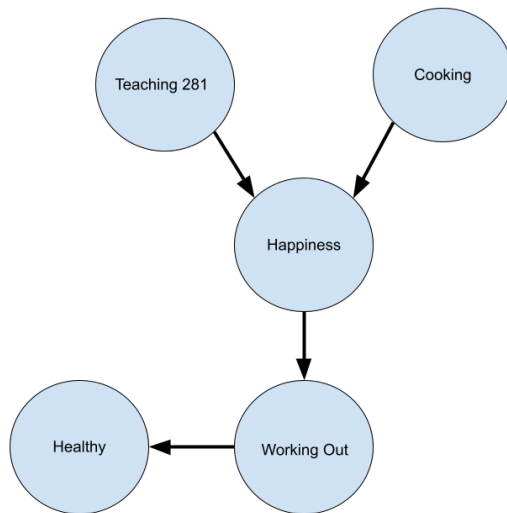 Teaching 281
Cooking
Happiness
Healthy
Working Out